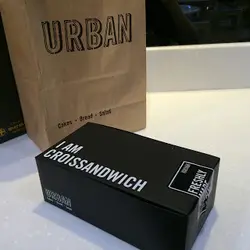 URBAN
Cakes - Bread - Drink
I AM
CROISSANDWICH
URBAN
FRESHLY